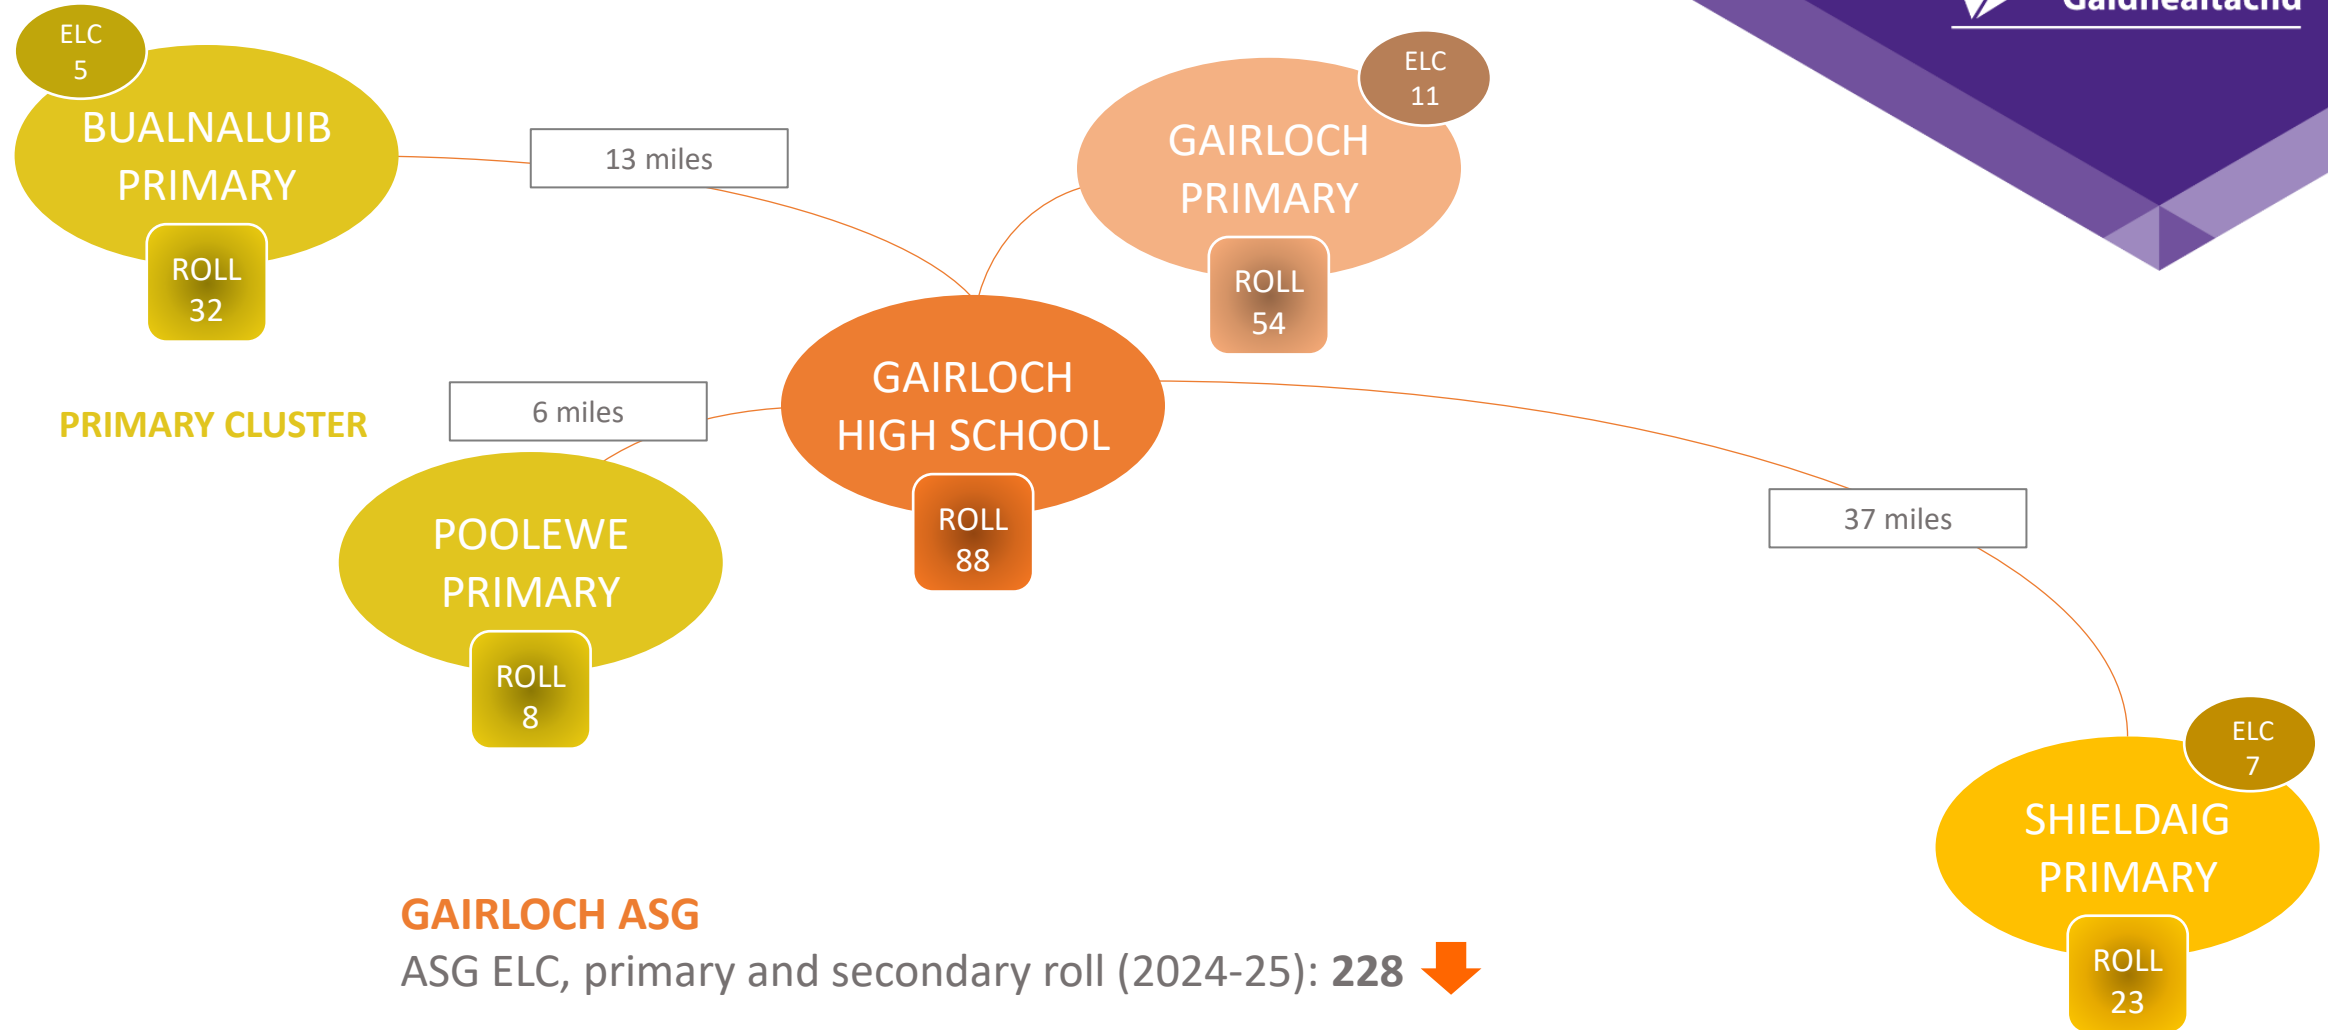 Gàidhealtachd
ELC
5
BUALNALUIB
PRIMARY
ROLL
32
13 miles
ELC
11
GAIRLOCH
PRIMARY
ROLL
54
GAIRLOCH
HIGH SCHOOL
ROLL
88
PRIMARY CLUSTER
6 miles
POOLEWE
PRIMARY
ROLL
8
37 miles
ELC
7
SHIELDAIG
PRIMARY
ROLL
23
GAIRLOCH ASG
ASG ELC, primary and secondary roll (2024-25): 228